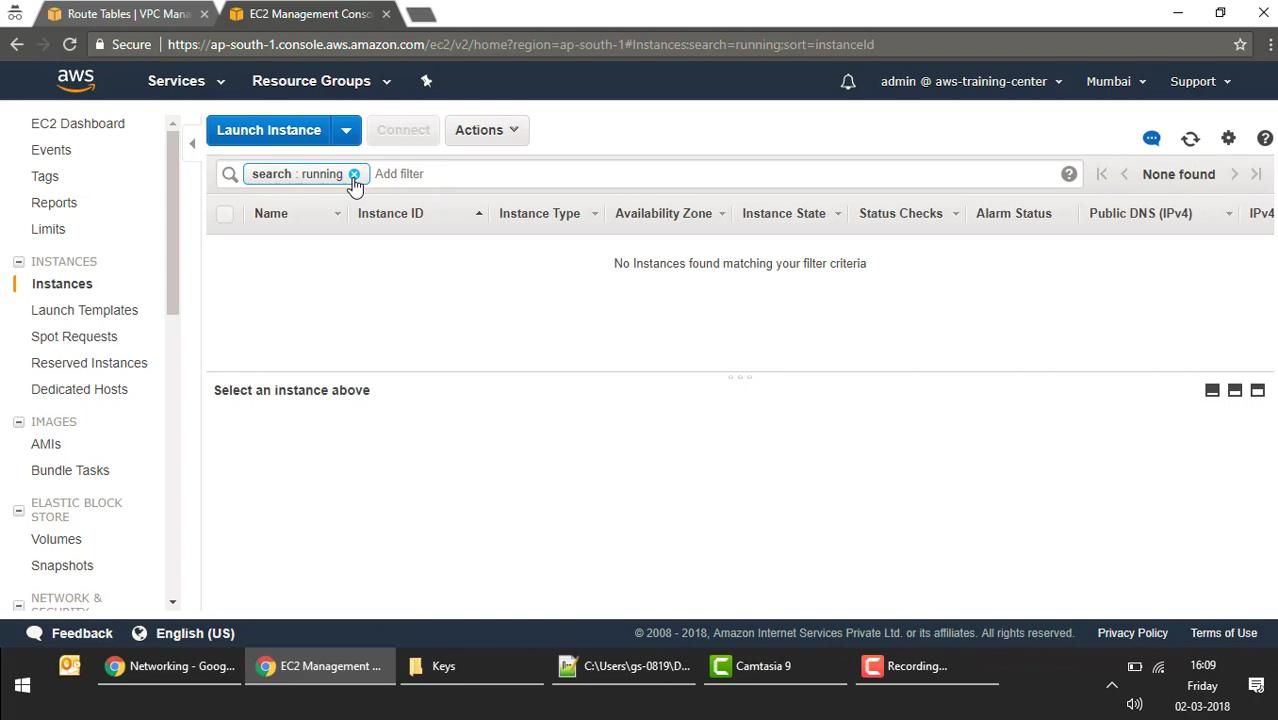 Route Tables | VPC Mana
EC2 Management Conso
Secure
https://ap-south-1.console.aws.amazon.com/ec2/v2/home?region=ap-south-1#Instances:search=running;sort=instanceId
aws
Services
Resource Groups
admin @ aws-training-center
Mumbai
Support
EC2 Dashboard
Events
Tags
Reports
Limits
INSTANCES
Instances
Launch Templates
Spot Requests
Reserved Instances
Dedicated Hosts
IMAGES
AMIs
Bundle Tasks
ELASTIC BLOCK
STORE
Volumes
Snapshots
NETWORK &
SECURITY
Launch Instance
Connect
Actions
search : running
Add filter
None found
Name
Instance ID
Instance Type
Availability Zone
Instance State
Status Checks
Alarm Status
Public DNS (IPv4)
IPv4
No Instances found matching your filter criteria
Select an instance above
Feedback
English (US)
© 2008 - 2018, Amazon Internet Services Private Ltd. or its affiliates. All rights reserved.
Privacy Policy
Terms of Use
Networking - Goog...
EC2 Management ...
Keys
C:\Users\gs-0819\D...
Camtasia 9
Recording...
16:09
Friday
02-03-2018